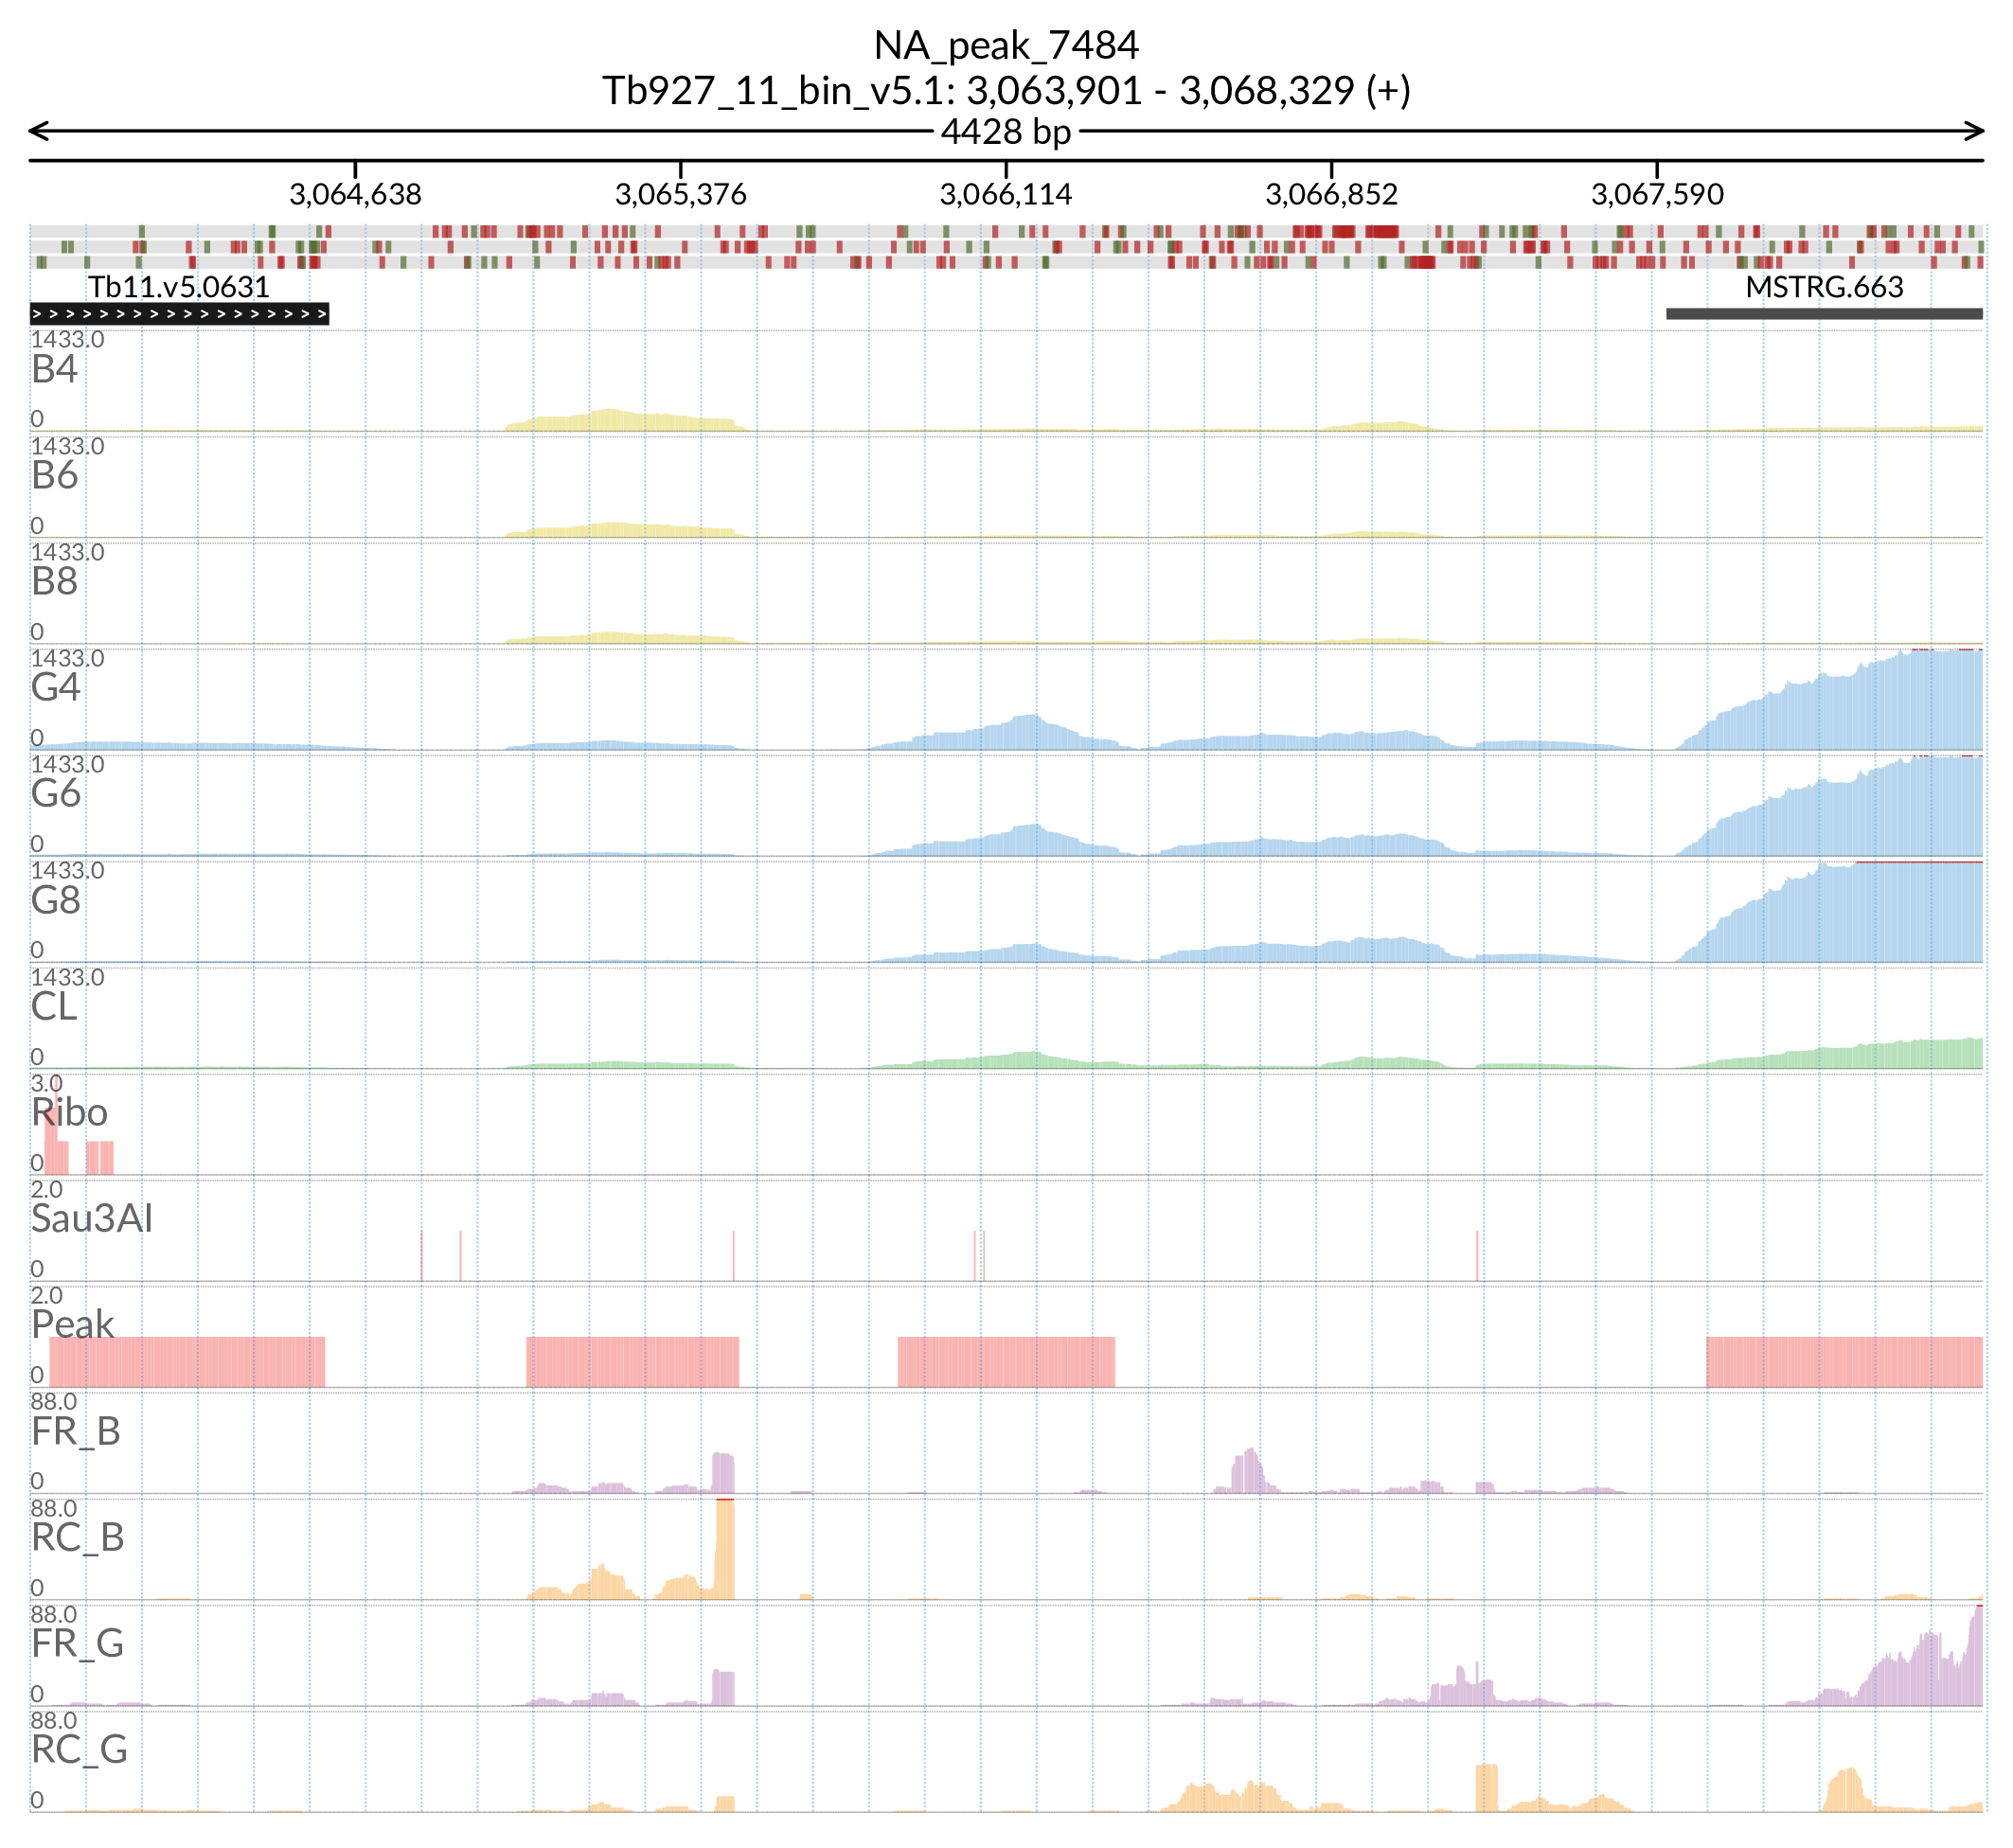 NA_peak_7484
Tb927_11_bin_v5.1: 3,063,901 - 3,068,329 (+)
4428 bp
3,064,638 3,065,376 3,066,114 3,066,852 3,067,590
Tb11.v5.0631 MSTRG.663
1433.0
B4
0
1433.0
B6
0
1433.0
B8
0
1433.0
G4
0
1433.0
G6
0
1433.0
G8
0
1433.0
CL
0
3.0
Ribo
0
2.0
Sau3AI
0
2.0
Peak
0
88.0
FR_B
0
88.0
RC_B
0
88.0
FR_G
0
88.0
RC_G
0